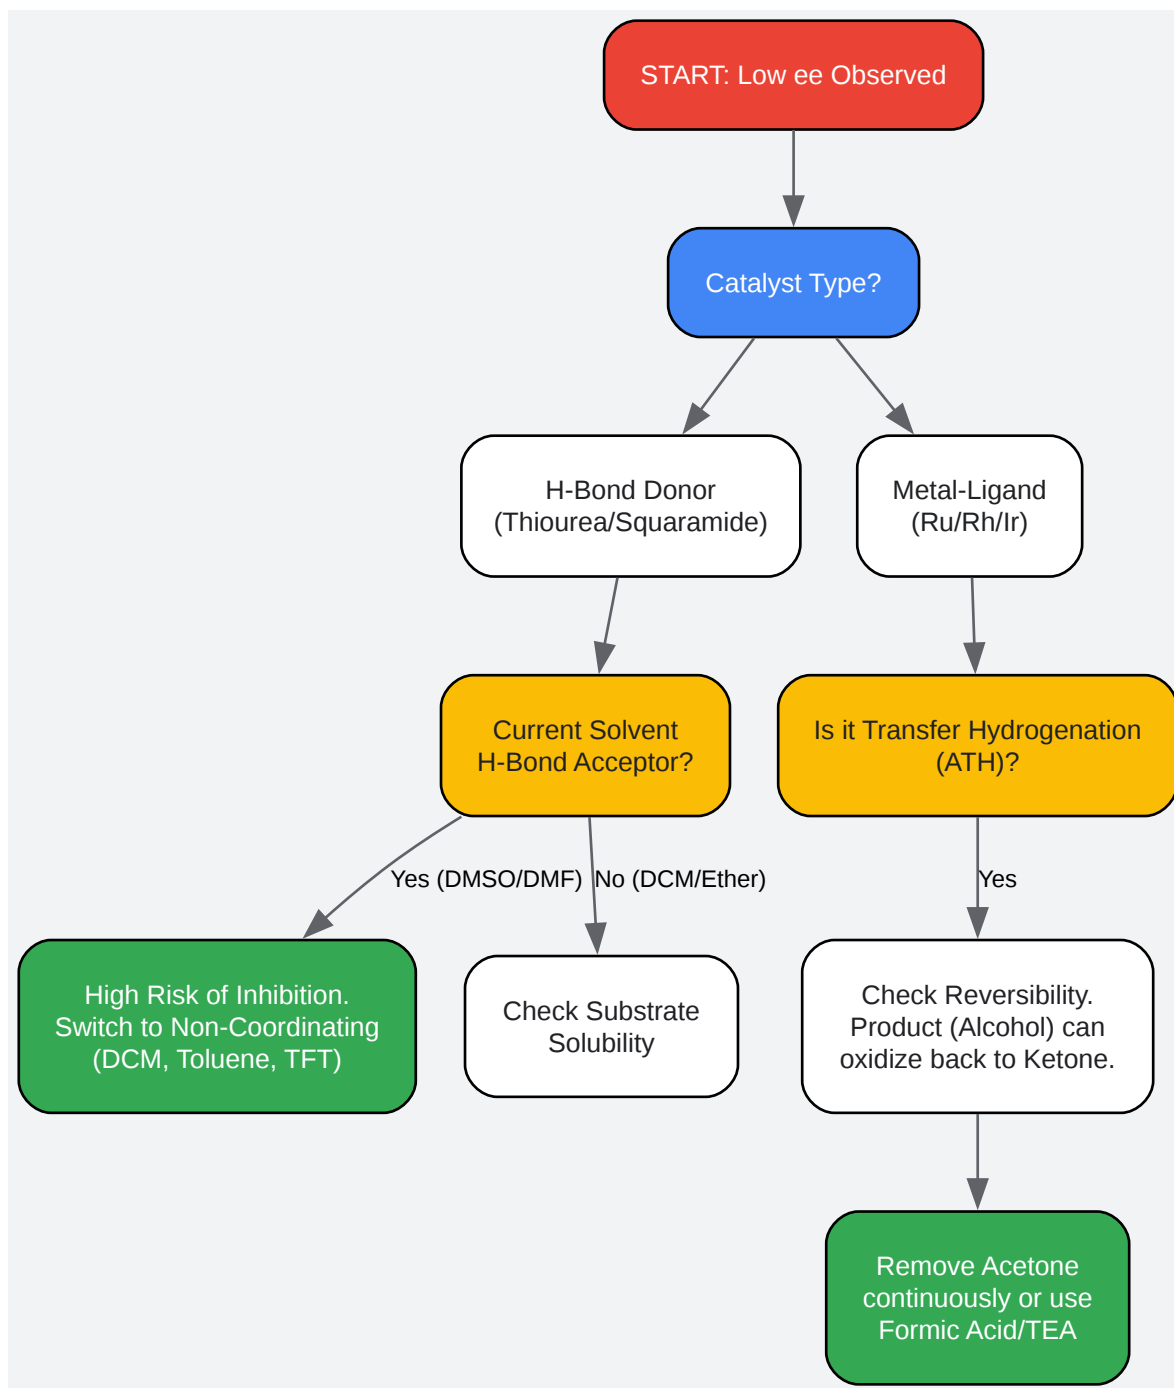 START: Low ee Observed
Catalyst Type?
H-Bond Donor
(Thiourea/Squaramide)
Metal-Ligand
(Ru/Rh/Ir)
Current Solvent
H-Bond Acceptor?
Is it Transfer Hydrogenation
(ATH)?
Yes (DMSO/DMF)
No (DCM/Ether)
Yes
High Risk of Inhibition.
Switch to Non-Coordinating
(DCM, Toluene, TFT)
Check Substrate
Solubility
Check Reversibility.
Product (Alcohol) can
oxidize back to Ketone.
Remove Acetone
continuously or use
Formic Acid/TEA